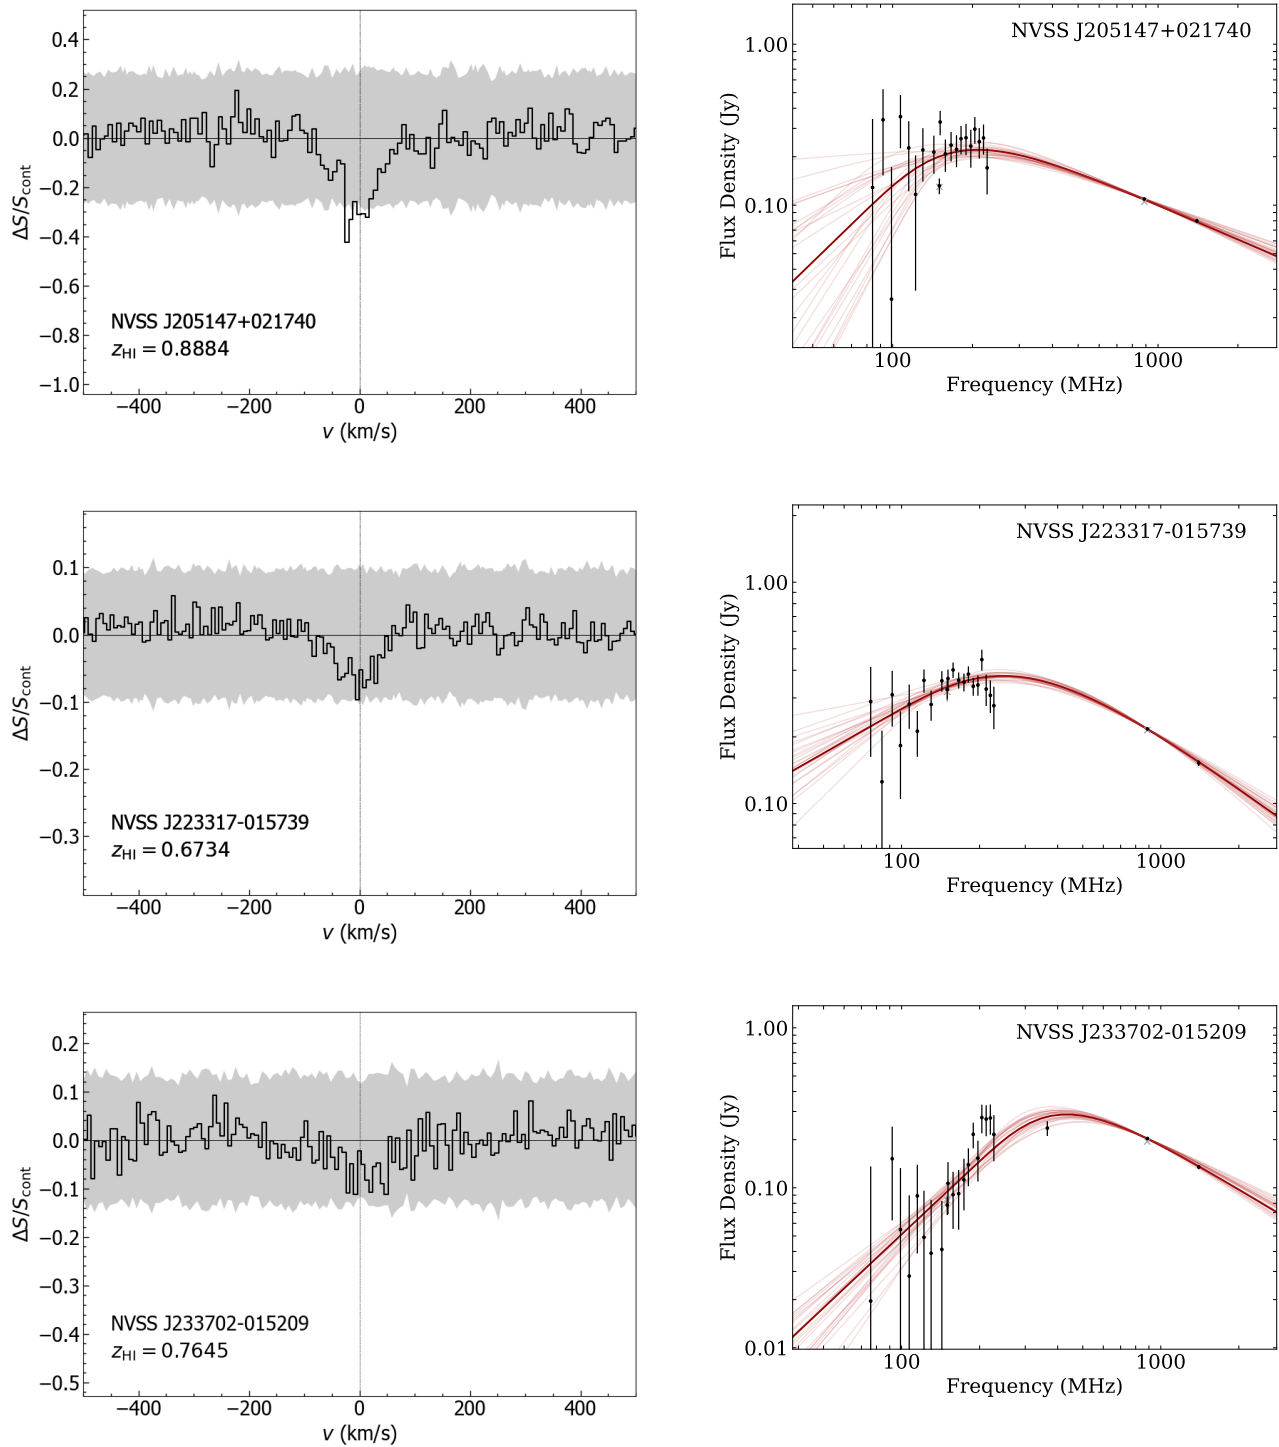 0.4
0.2
0.0
−0.2
−0.4
−0.6
−0.8
−1.0
ΔS/Scont
NVSS J205147+021740
zHI = 0.8884
−400 −200 0 200 400
v (km/s)
NVSS J205147+021740
1.00
0.10
Flux Density (Jy)
100 1000
Frequency (MHz)
0.1
0.0
−0.1
−0.2
−0.3
ΔS/Scont
NVSS J223317-015739
zHI = 0.6734
−400 −200 0 200 400
v (km/s)
NVSS J223317-015739
1.00
0.10
Flux Density (Jy)
100 1000
Frequency (MHz)
0.2
0.1
0.0
−0.1
−0.2
−0.3
−0.4
−0.5
ΔS/Scont
NVSS J233702-015209
zHI = 0.7645
−400 −200 0 200 400
v (km/s)
NVSS J233702-015209
1.00
0.10
0.01
Flux Density (Jy)
100 1000
Frequency (MHz)